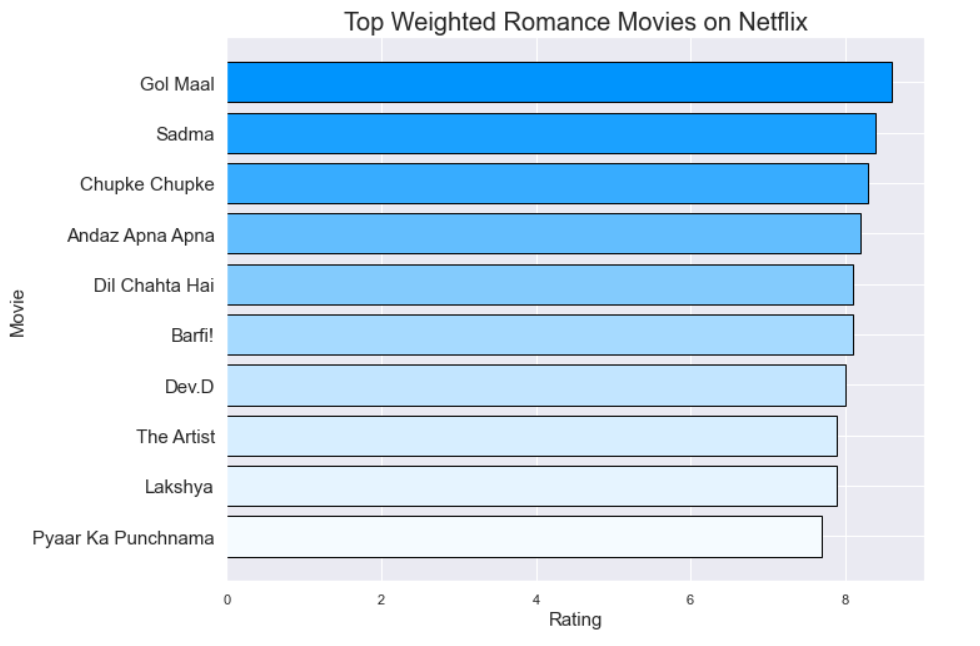 Top Weighted Romance Movies on Netflix
Gol Maal
Sadma
Chupke Chupke
Andaz Apna Apna
Dil Chahta Hai
Barfi!
Dev.D
The Artist
Lakshya
Pyaar Ka Punchnama
Movie
0 2 4 6 8
Rating